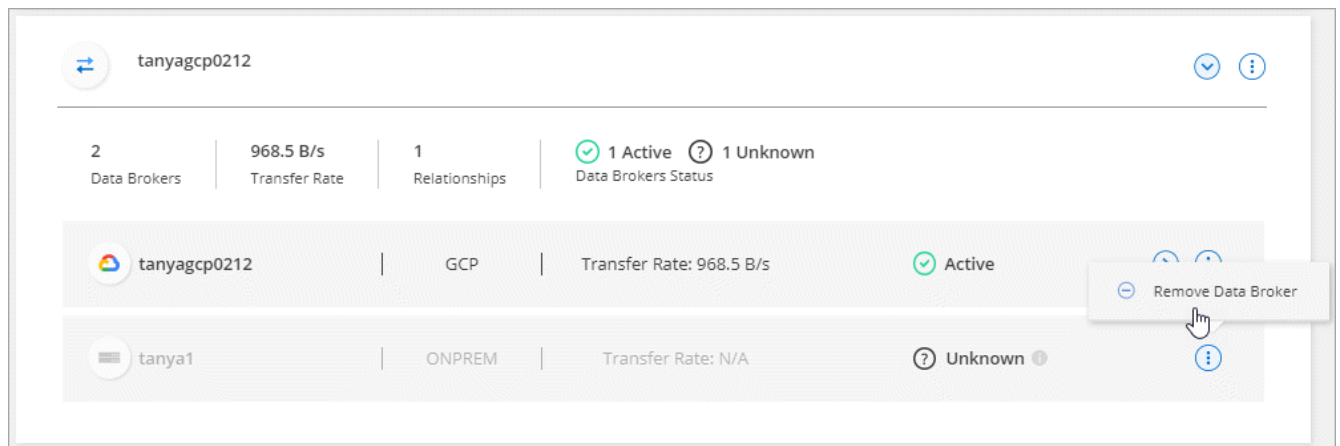 tanyagcp0212
2 968.5 B/s 1 1 Active ? 1 Unknown
Data Brokers Transfer Rate Relationships Data Brokers Status
tanyagcp0212 GCP Transfer Rate: 968.5 B/s Active
Remove Data Broker
tanya1 ONPREM Transfer Rate: N/A ? Unknown i